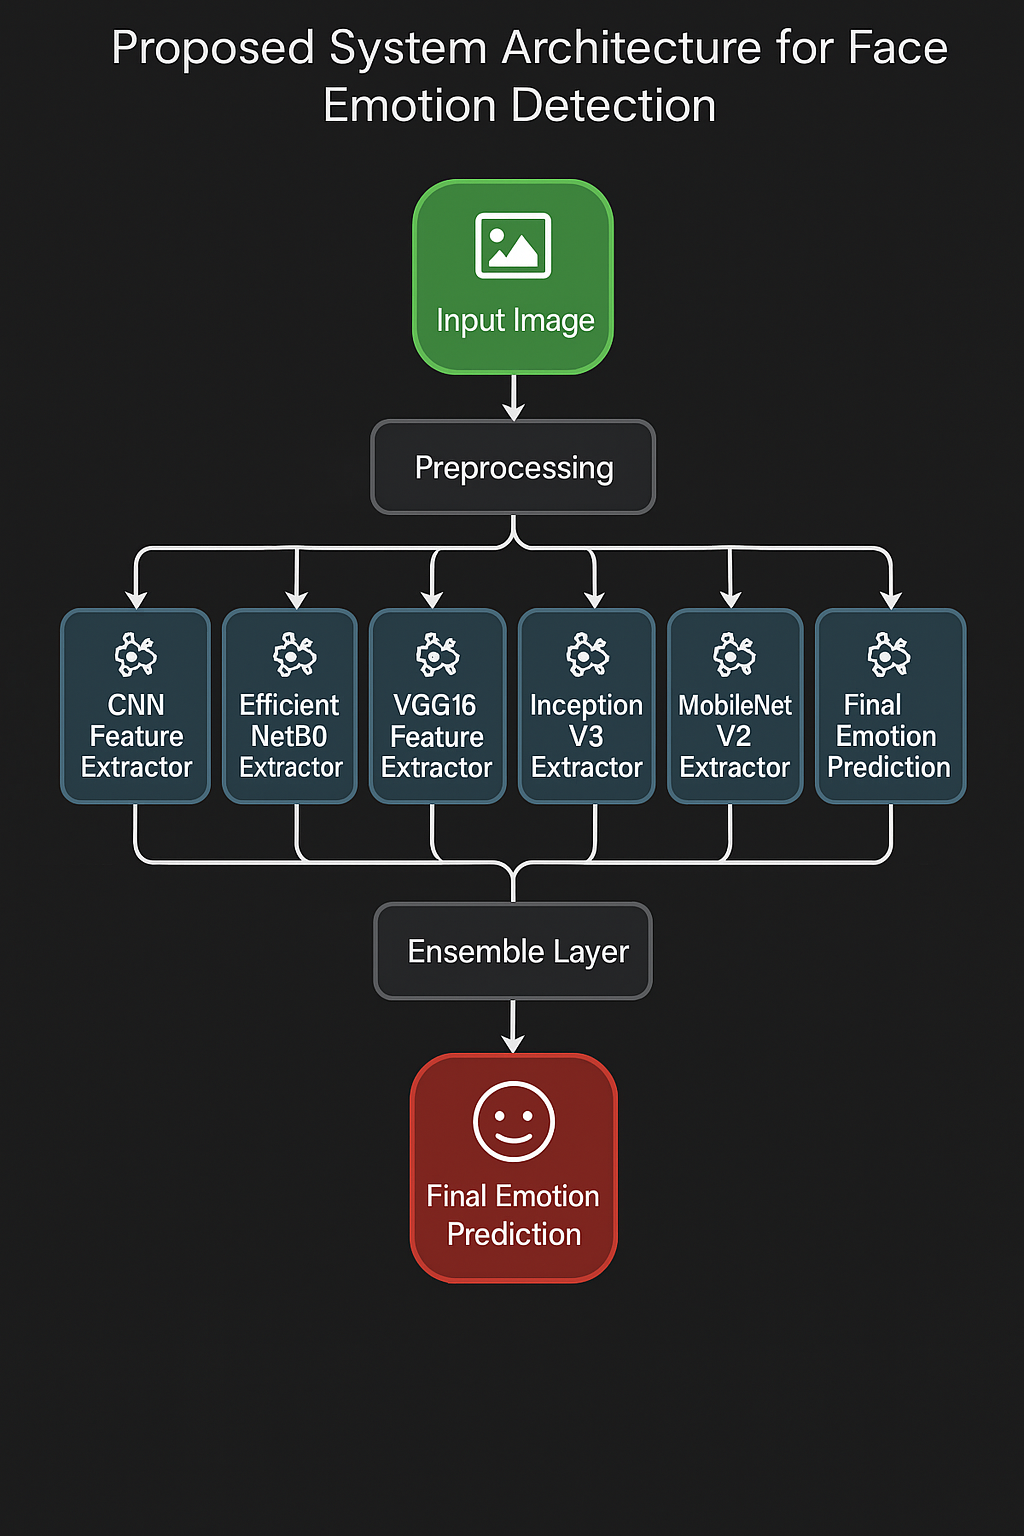 Proposed System Architecture for Face
Emotion Detection
Input Image
Preprocessing
CNN
Feature
Extractor
Efficient
NetB0
Extractor
VGG16
Feature
Extractor
Inception
V3
Extractor
MobileNet
V2
Extractor
Final
Emotion
Prediction
Ensemble Layer
Final Emotion
Prediction